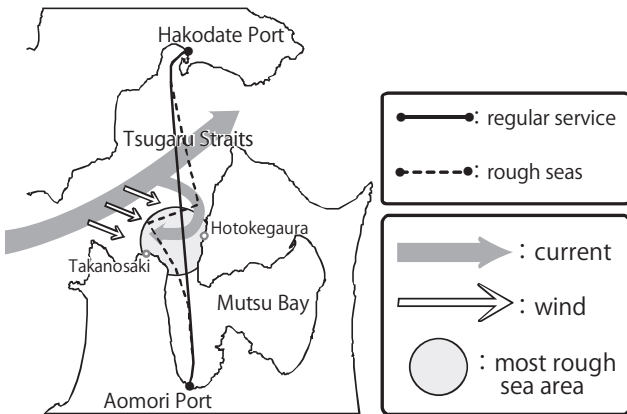 Hakodate Port
Tsugaru Straits
Hotokegaura
Takanosaki
Mutsu Bay
Aomori Port
: regular service
: rough seas
: current
: wind
: most rough
sea area